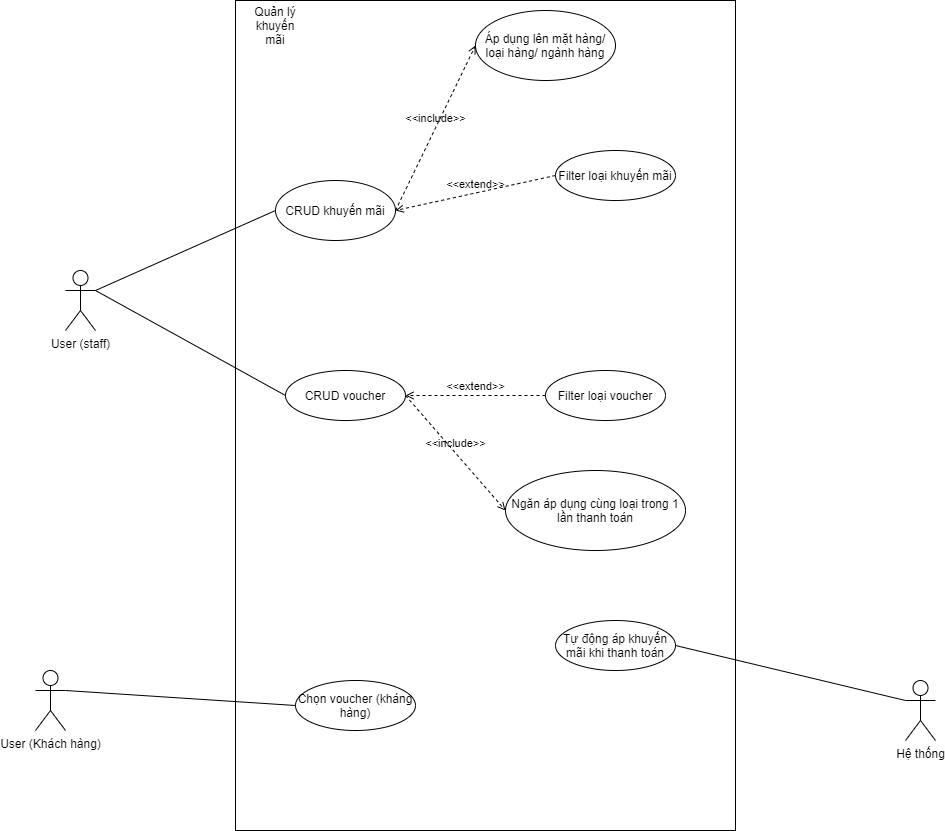 Quản lý
khuyến
mãi
Áp dụng lên mặt hàng/
loại hàng/ ngành hàng
<<include>>
Filter loại khuyến mãi
<<extend>>
CRUD khuyến mãi
User (staff)
<<extend>>
CRUD voucher
Filter loại voucher
<<include>>
Ngăn áp dụng cùng loại trong 1
lần thanh toán
Tự động áp khuyến
mãi khi thanh toán
Chọn voucher (kháng
hàng)
User (Khách hàng)
Hệ thống